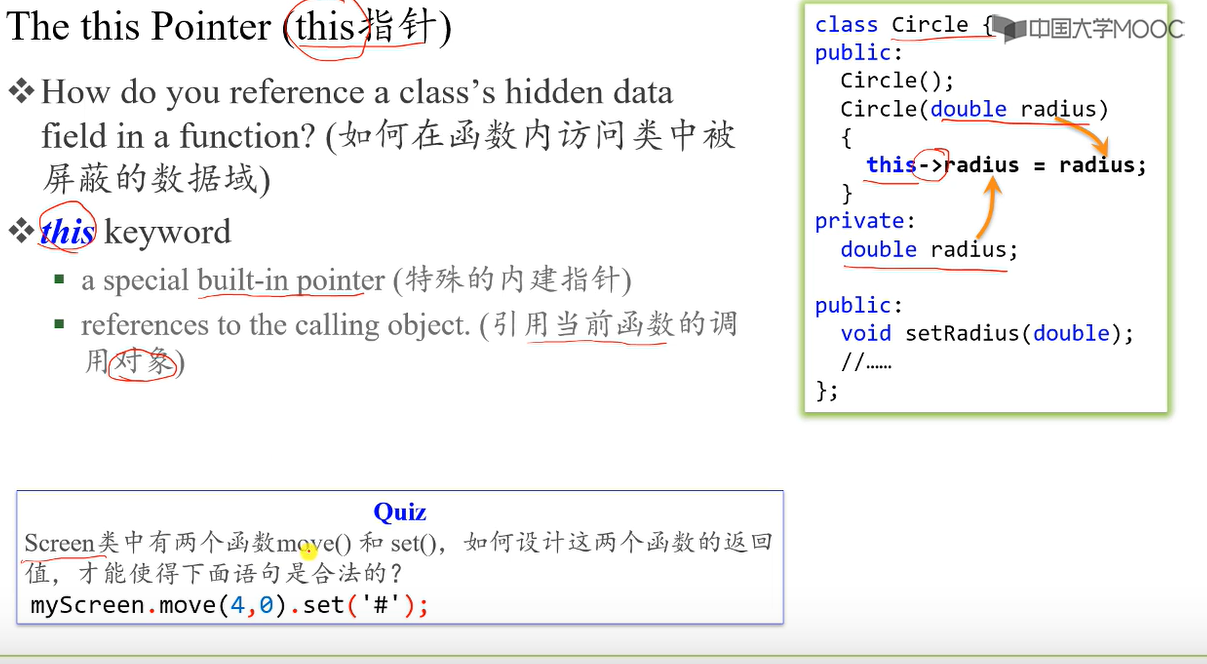 The this Pointer (this指针)
❖How do you reference a class's hidden data
field in a function? (如何在函数内访问类中被
屏蔽的数据域)
❖this keyword
▪ a special built-in pointer (特殊的内建指针)
▪ references to the calling object. (引用当前函数的调
用对象)
class Circle {
中国大学MOOC
public:
Circle();
Circle(double radius)
{
this->radius = radius;
}
private:
double radius;
public:
void setRadius(double);
//……
};
Quiz
Screen类中有两个函数move() 和 set()，如何设计这两个函数的返回
值，才能使得下面语句是合法的？
myScreen.move(4,0).set('#');